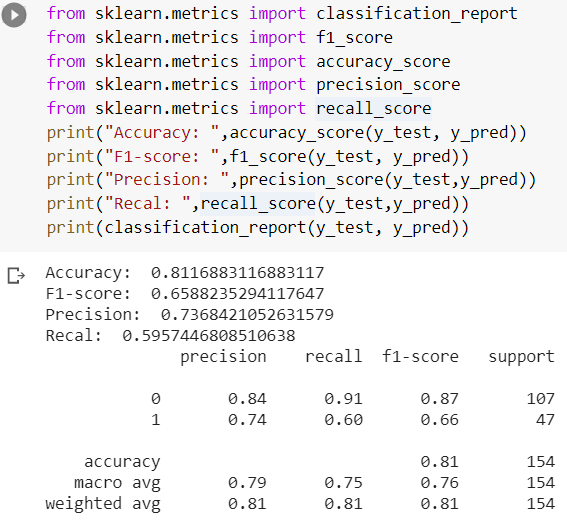 from sklearn.metrics import classification_report
from sklearn.metrics import f1_score
from sklearn.metrics import accuracy_score
from sklearn.metrics import precision_score
from sklearn.metrics import recall_score
print("Accuracy: ",accuracy_score(y_test, y_pred))
print("F1-score: ",f1_score(y_test, y_pred))
print("Precision: ",precision_score(y_test,y_pred))
print("Recal: ",recall_score(y_test,y_pred))
print(classification_report(y_test, y_pred))
Accuracy:  0.8116883116883117
F1-score:  0.6588235294117647
Precision:  0.7368421052631579
Recal:  0.5957446808510638
precision    recall  f1-score   support
0       0.84      0.91      0.87       107
1       0.74      0.60      0.66        47
accuracy                           0.81       154
macro avg       0.79      0.75      0.76       154
weighted avg       0.81      0.81      0.81       154